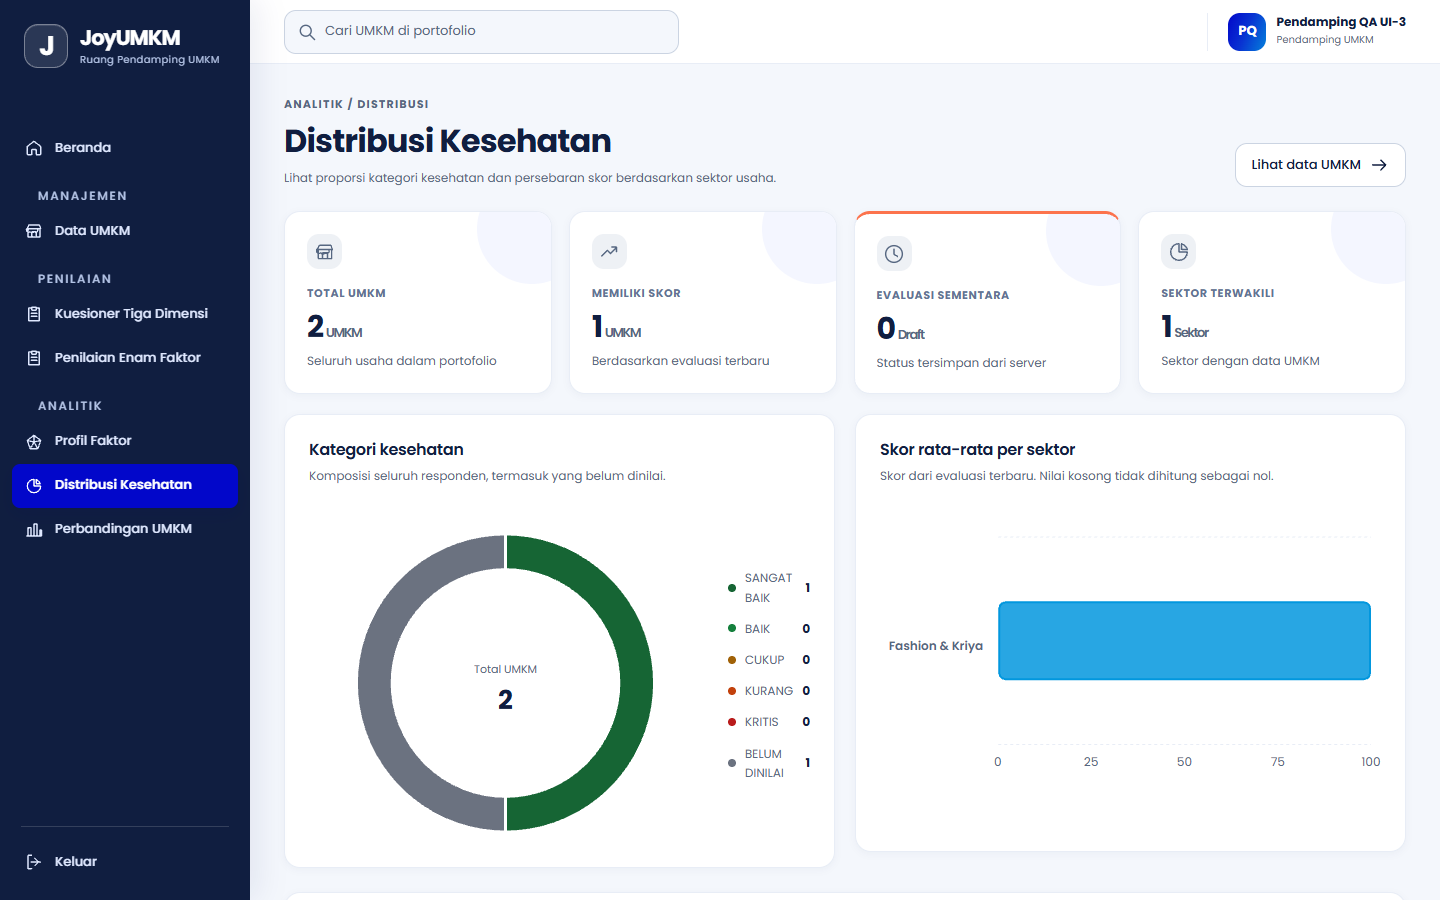 J
JoyUMKM
Ruang Pendamping UMKM
Beranda
MANAJEMEN
Data UMKM
PENILAIAN
Kuesioner Tiga Dimensi
Penilaian Enam Faktor
ANALITIK
Profil Faktor
Distribusi Kesehatan
Perbandingan UMKM
Keluar
Cari UMKM di portofolio
PQ
Pendamping QA UI-3
Pendamping UMKM
ANALITIK / DISTRIBUSI
Distribusi Kesehatan
Lihat proporsi kategori kesehatan dan persebaran skor berdasarkan sektor usaha.
Lihat data UMKM
TOTAL UMKM
2 UMKM
Seluruh usaha dalam portofolio
MEMILIKI SKOR
1 UMKM
Berdasarkan evaluasi terbaru
EVALUASI SEMENTARA
0 Draft
Status tersimpan dari server
SEKTOR TERWAKILI
1 Sektor
Sektor dengan data UMKM
Kategori kesehatan
Komposisi seluruh responden, termasuk yang belum dinilai.
Total UMKM
2
SANGAT
BAIK 1
BAIK 0
CUKUP 0
KURANG 0
KRITIS 0
BELUM
DINILAI 1
Skor rata-rata per sektor
Skor dari evaluasi terbaru. Nilai kosong tidak dihitung sebagai nol.
Fashion & Kriya
0 25 50 75 100